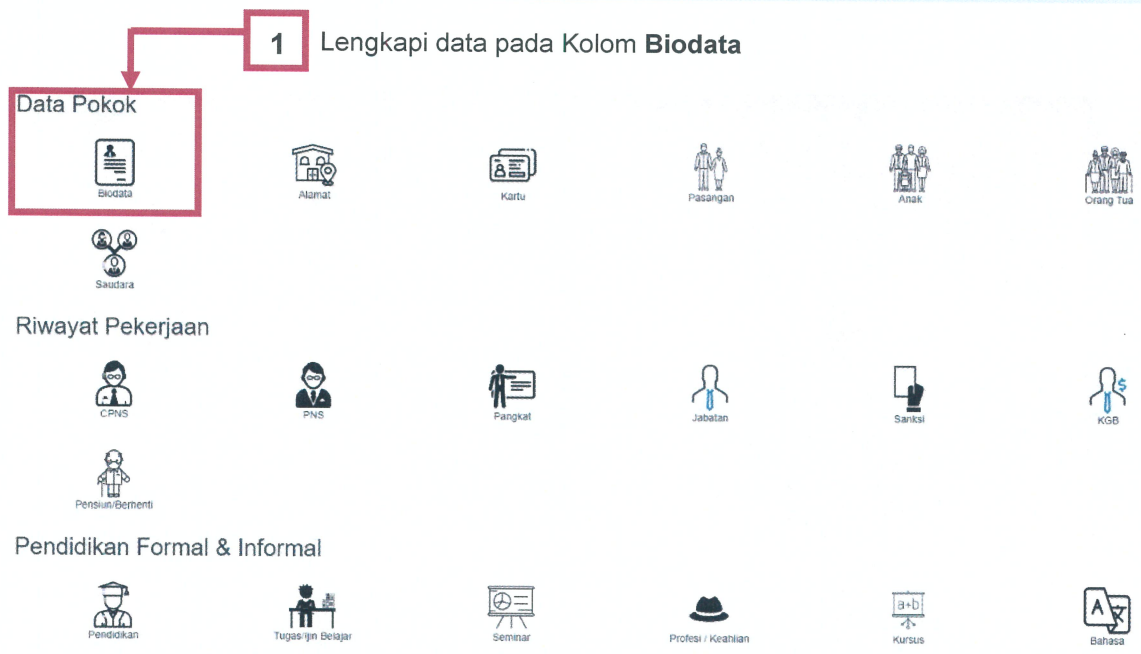 1 Lengkapi data pada Kolom Biodata
Data Pokok
Biodata Alamat Kartu Pasangan Anak Orang Tua
Saudara
Riwayat Pekerjaan
CPNS PNS Pangkat Jabatan Sanksi KGB
Pensiun/Berhenti
Pendidikan Formal & Informal
a+b A
Pendidikan Tugas/Ijin Belajar Seminar Profesi / Keahlian Kursus Bahasa